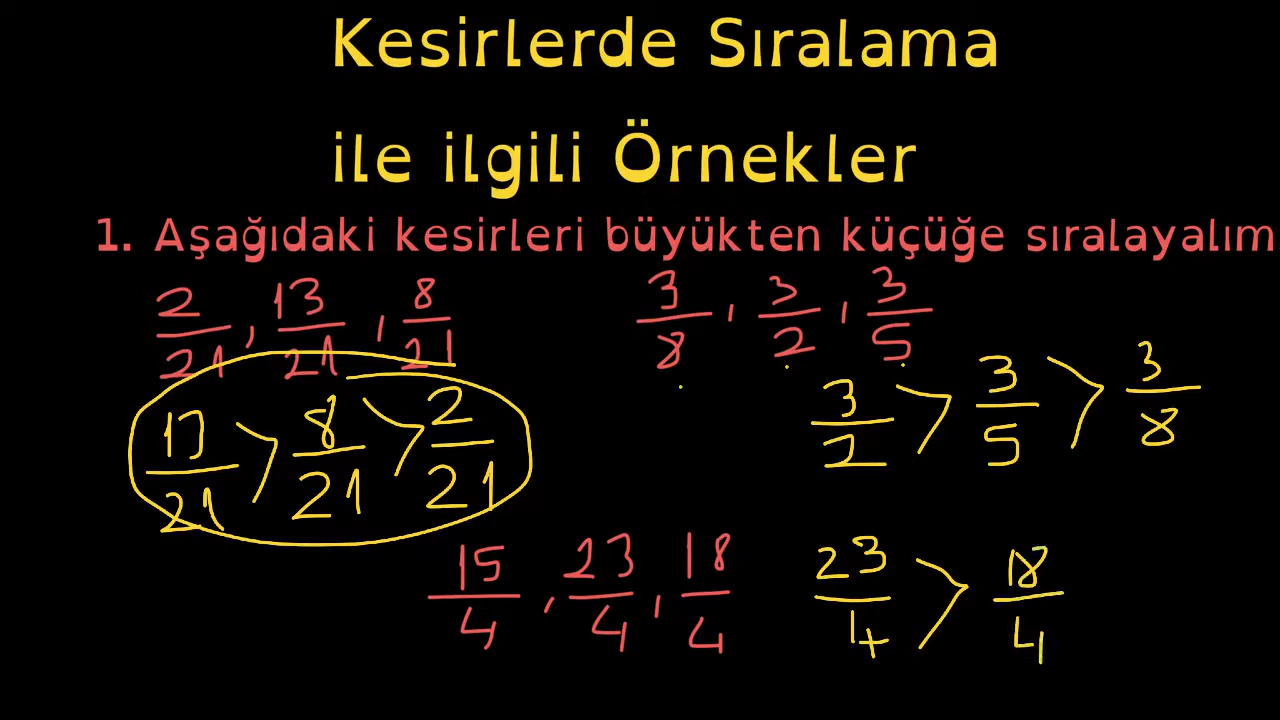 Kesirlerde Sıralama
ile ilgili Örnekler
1. Aşağıdaki kesirleri büyükten küçüğe sıralayalım
2/21 , 13/21 , 8/21
3/8 , 3/2 , 3/5
13/21 > 8/21 > 2/21
3/2 > 3/5 > 3/8
15/4 , 23/4 , 18/4
23/4 > 18/4